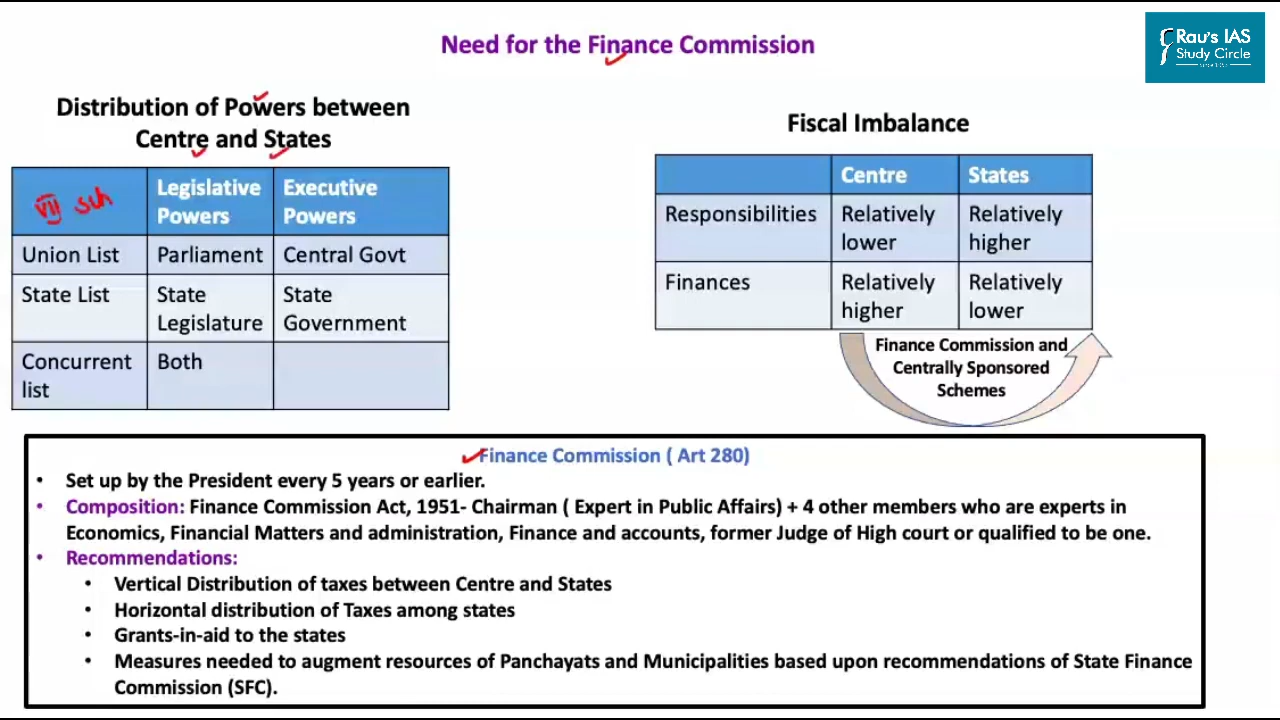 Need for the Finance Commission
Rau's IAS
Study Circle
Distribution of Powers between
Centre and States
VII Sch
Legislative
Powers
Executive
Powers
Union List
Parliament
Central Govt
State List
State
Legislature
State
Government
Concurrent
list
Both
Fiscal Imbalance
Centre
States
Responsibilities
Relatively
lower
Relatively
higher
Finances
Relatively
higher
Relatively
lower
Finance Commission and
Centrally Sponsored
Schemes
Finance Commission ( Art 280)
• Set up by the President every 5 years or earlier.
• Composition: Finance Commission Act, 1951- Chairman ( Expert in Public Affairs) + 4 other members who are experts in
Economics, Financial Matters and administration, Finance and accounts, former Judge of High court or qualified to be one.
• Recommendations:
• Vertical Distribution of taxes between Centre and States
• Horizontal distribution of Taxes among states
• Grants-in-aid to the states
• Measures needed to augment resources of Panchayats and Municipalities based upon recommendations of State Finance
Commission (SFC).